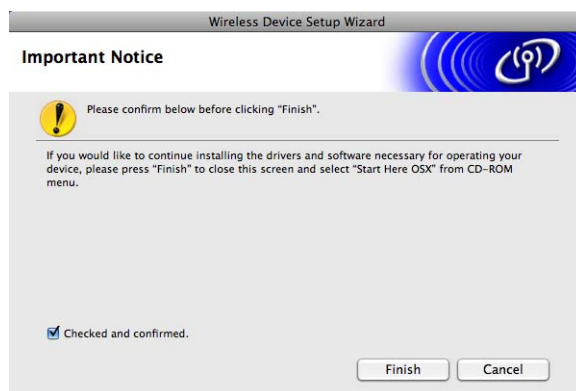 Wireless Device Setup Wizard
Important Notice
Please confirm below before clicking "Finish".
If you would like to continue installing the drivers and software necessary for operating your
device, please press "Finish" to close this screen and select "Start Here OSX" from CD-ROM
menu.
Checked and confirmed.
Finish
Cancel